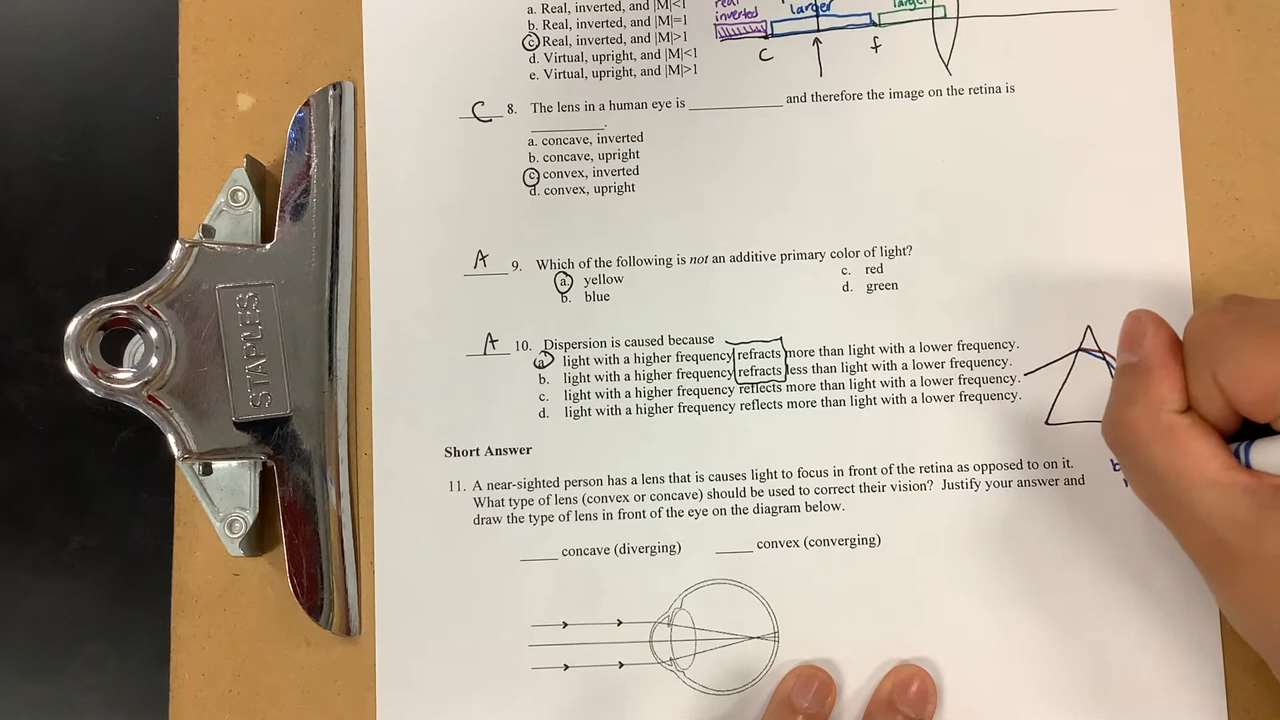 a. Real, inverted, and |M|<1
b. Real, inverted, and |M|=1
c. Real, inverted, and |M|>1
d. Virtual, upright, and |M|<1
e. Virtual, upright, and |M|>1
real
inverted
larger
larger
C
f
C 8. The lens in a human eye is __________ and therefore the image on the retina is
__________.
a. concave, inverted
b. concave, upright
c. convex, inverted
d. convex, upright
A 9. Which of the following is not an additive primary color of light?
a. yellow c. red
b. blue d. green
A 10. Dispersion is caused because
a. light with a higher frequency refracts more than light with a lower frequency.
b. light with a higher frequency refracts less than light with a lower frequency.
c. light with a higher frequency reflects more than light with a lower frequency.
d. light with a higher frequency reflects more than light with a lower frequency.
Short Answer
11. A near-sighted person has a lens that is causes light to focus in front of the retina as opposed to on it.
What type of lens (convex or concave) should be used to correct their vision? Justify your answer and
draw the type of lens in front of the eye on the diagram below.
____ concave (diverging) ____ convex (converging)
STAPLES